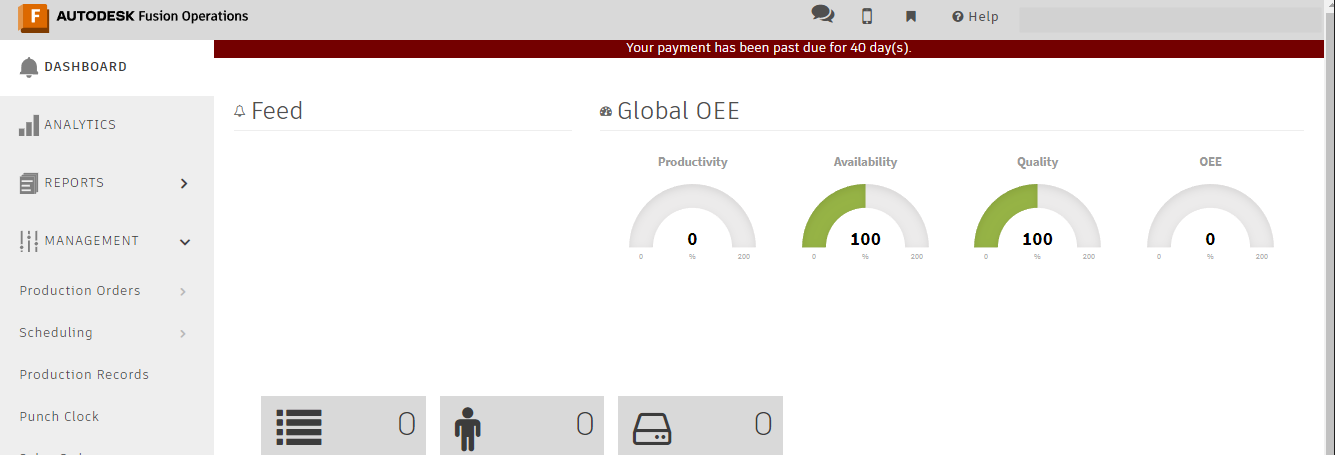 F AUTODESK Fusion Operations
Help
Your payment has been past due for 40 day(s).
DASHBOARD
ANALYTICS
REPORTS
MANAGEMENT
Production Orders
Scheduling
Production Records
Punch Clock
Feed
Global OEE
Productivity Availability Quality OEE
0 100 100 0
0 % 200 0 % 200 0 % 200 0 % 200
0 0 0